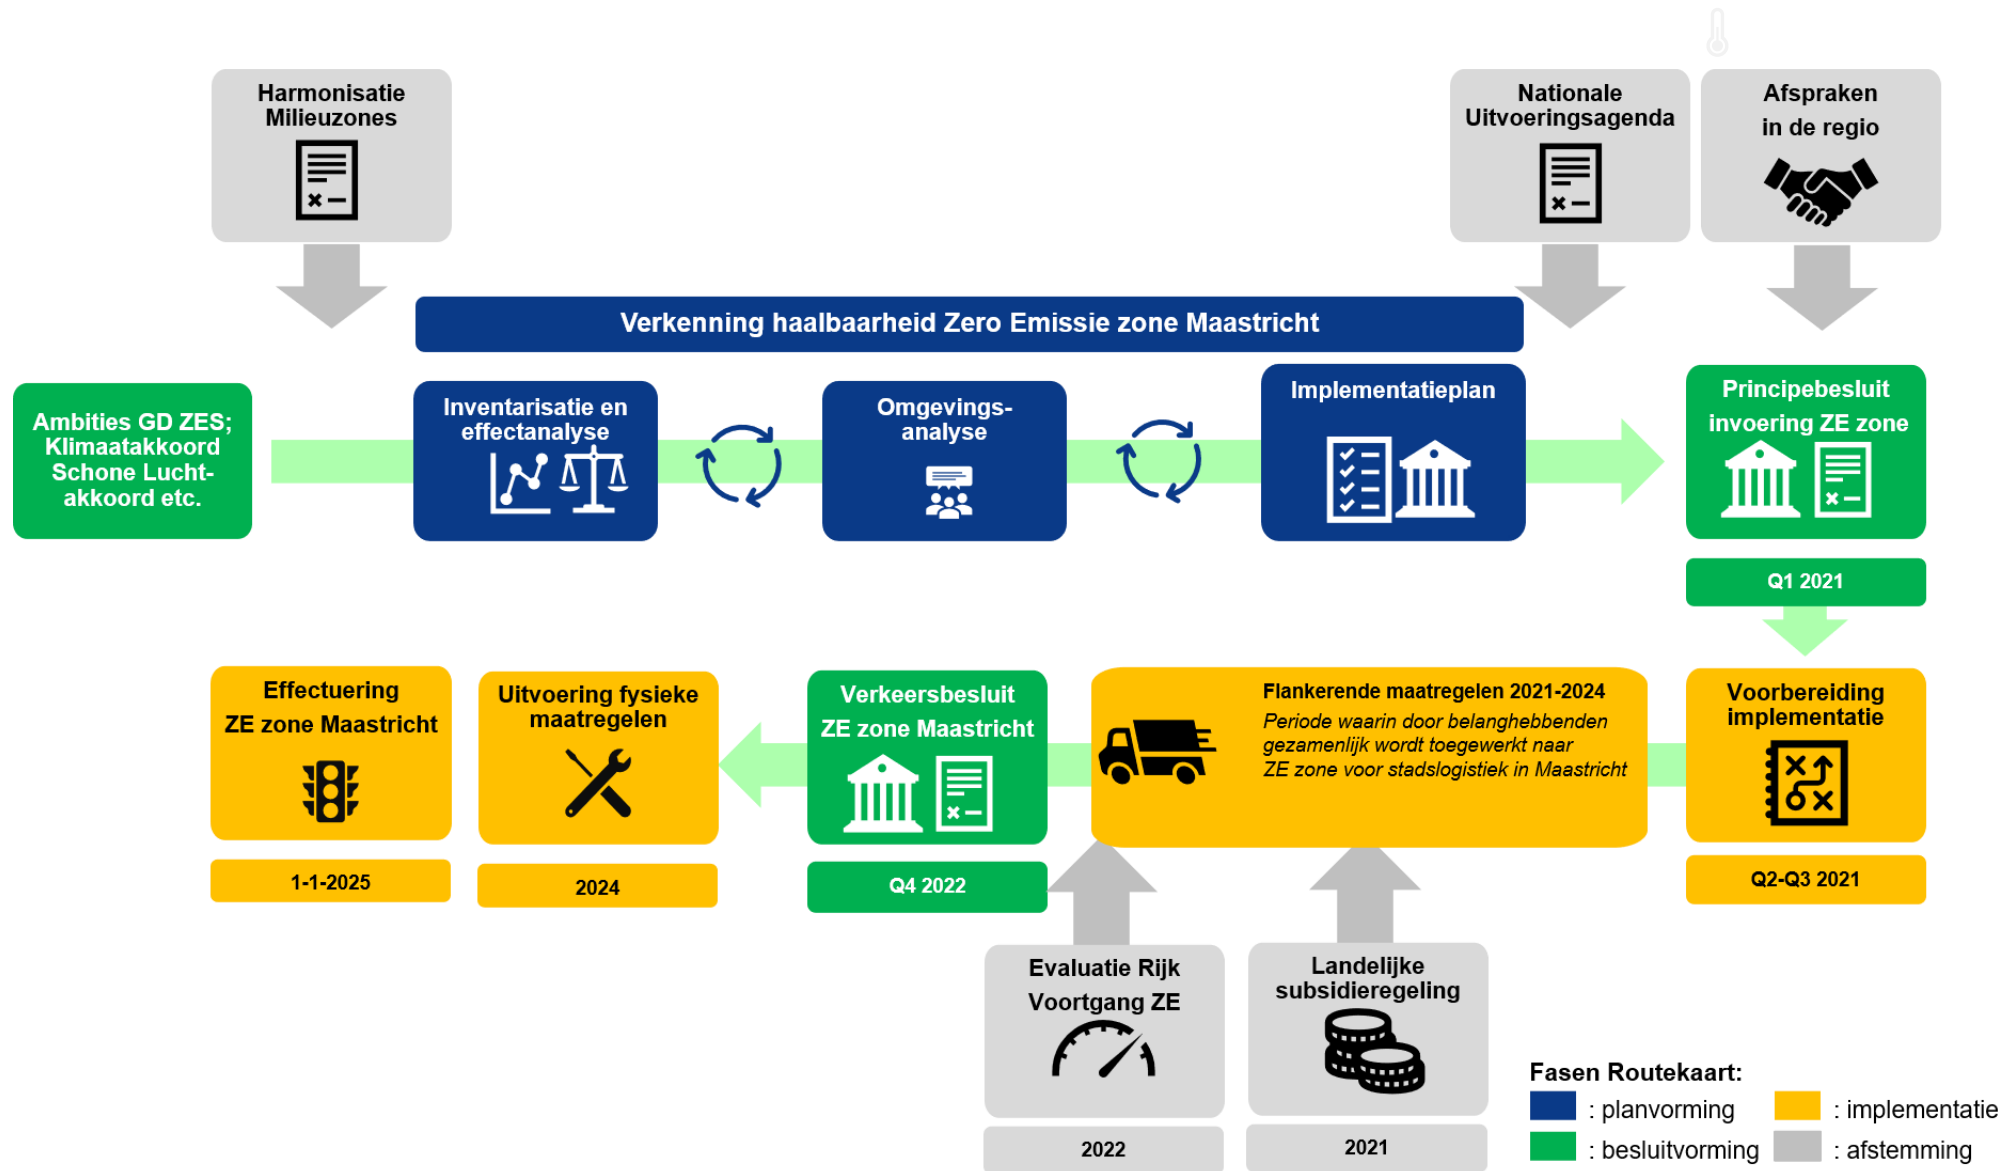 Harmonisatie
Milieuzones
Nationale
Uitvoeringsagenda
Afspraken
in de regio
Verkenning haalbaarheid Zero Emissie zone Maastricht
Ambities GD ZES;
Klimaatakkoord
Schone Lucht-
akkoord etc.
Inventarisatie en
effectanalyse
Omgevings-
analyse
Implementatieplan
Principebesluit
invoering ZE zone
Q1 2021
Effectuering
ZE zone Maastricht
1-1-2025
Uitvoering fysieke
maatregelen
2024
Verkeersbesluit
ZE zone Maastricht
Q4 2022
Flankerende maatregelen 2021-2024
Periode waarin door belanghebbenden
gezamenlijk wordt toegewerkt naar
ZE zone voor stadslogistiek in Maastricht
Voorbereiding
implementatie
Q2-Q3 2021
Evaluatie Rijk
Voortgang ZE
2022
Landelijke
subsidieregeling
2021
Fasen Routekaart:
: planvorming
: implementatie
: besluitvorming
: afstemming